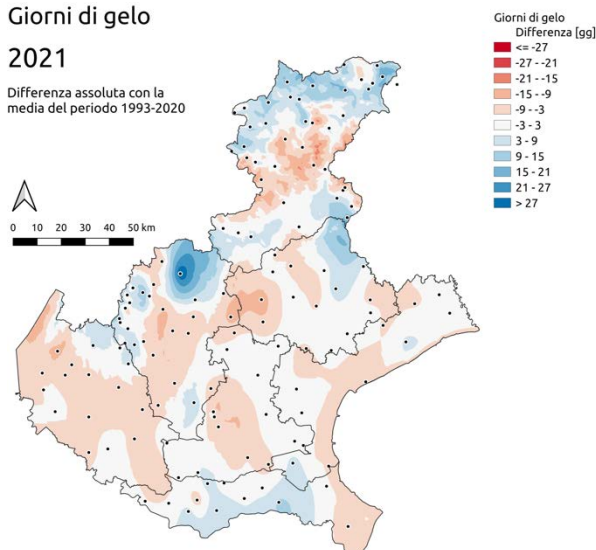 Giorni di gelo
2021
Differenza assoluta con la
media del periodo 1993-2020
0 10 20 30 40 50 km
Giorni di gelo
Differenza [gg]
<= -27
-27 - -21
-21 - -15
-15 - -9
-9 - -3
-3 - 3
3 - 9
9 - 15
15 - 21
21 - 27
> 27